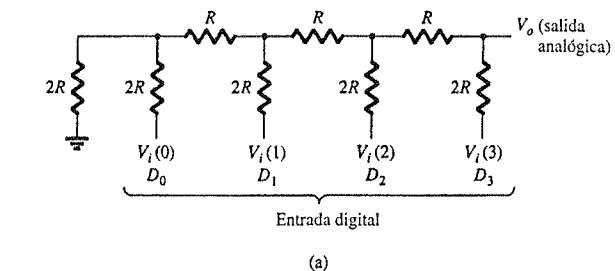 R R R V_o (salida
analógica)
2R 2R 2R 2R 2R
V_i(0) V_i(1) V_i(2) V_i(3)
D_0 D_1 D_2 D_3
Entrada digital
(a)